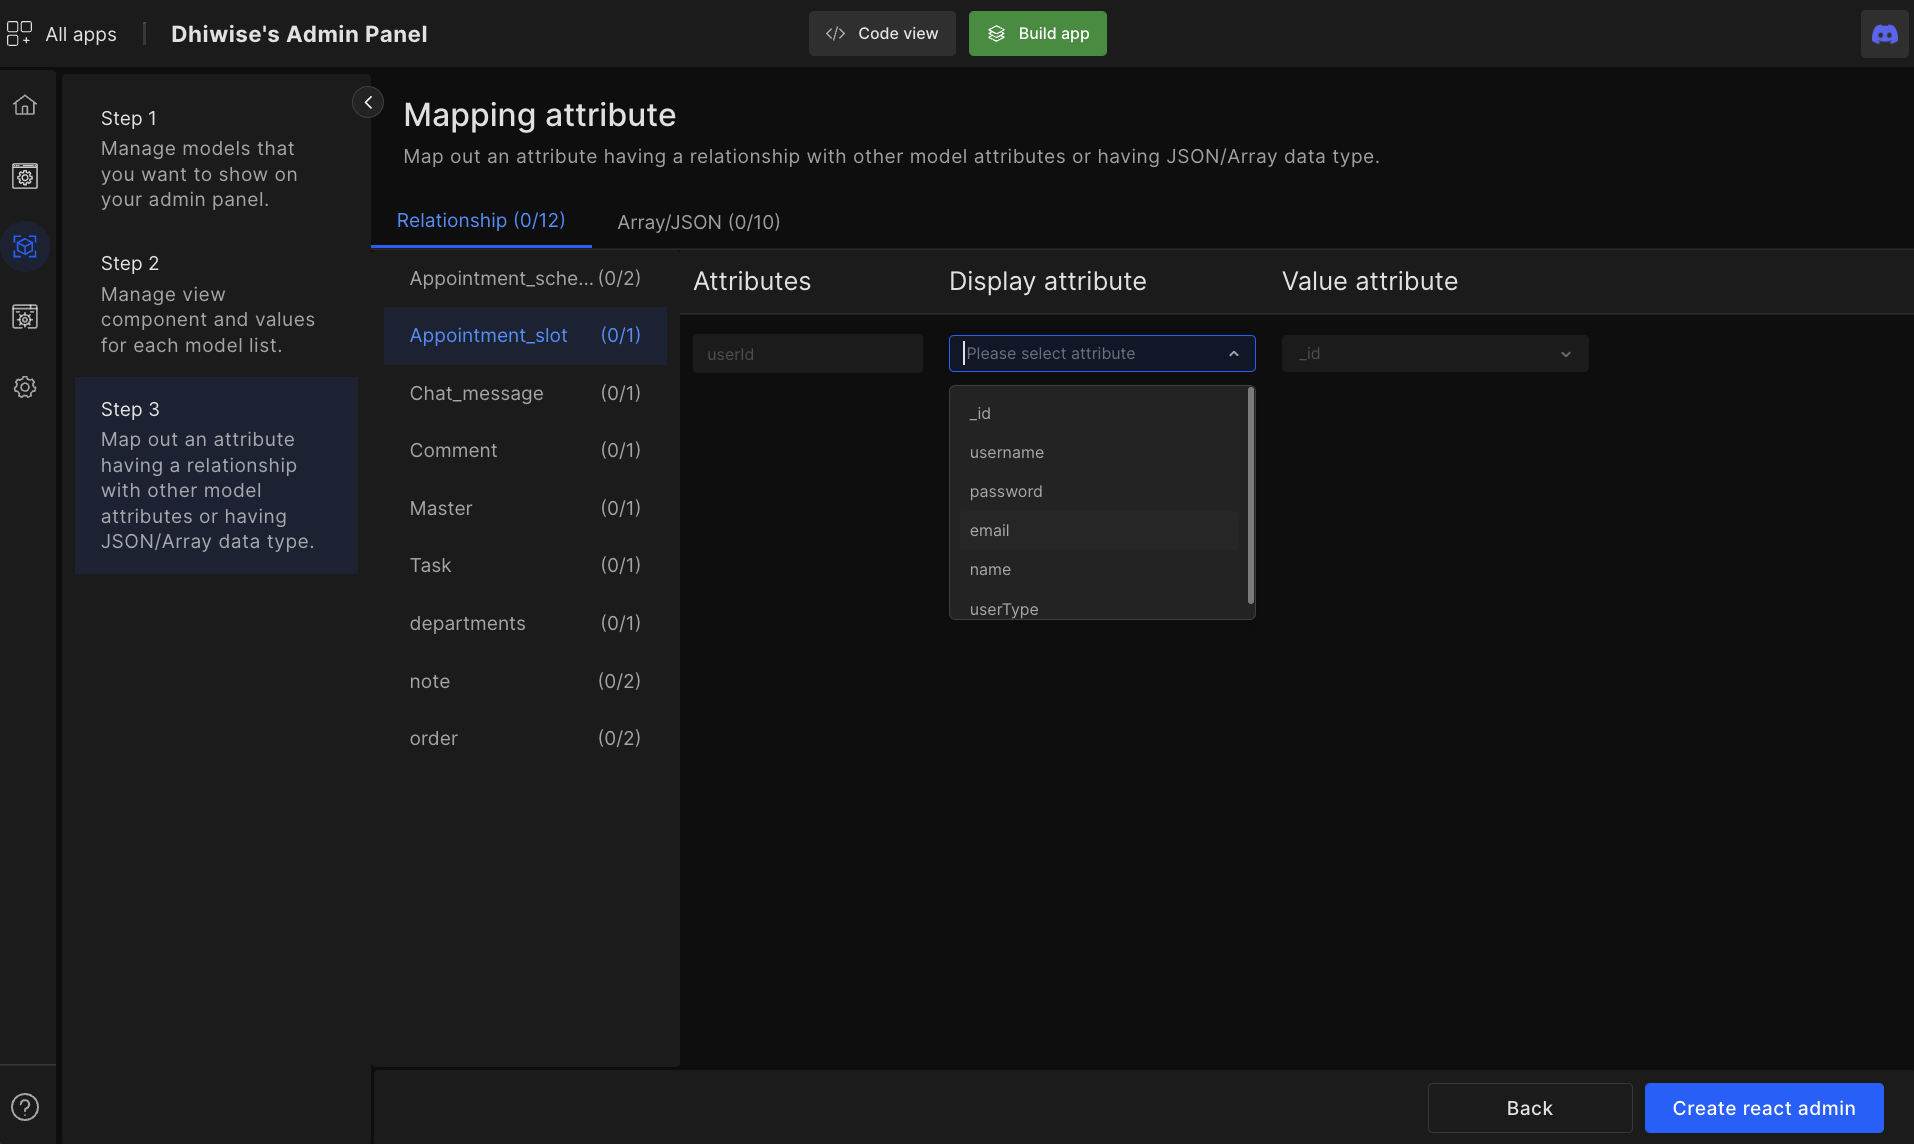 All apps
Dhiwise's Admin Panel
</> Code view
Build app
Step 1
Manage models that
you want to show on
your admin panel.
Step 2
Manage view
component and values
for each model list.
Step 3
Map out an attribute
having a relationship
with other model
attributes or having
JSON/Array data type.
Mapping attribute
Map out an attribute having a relationship with other model attributes or having JSON/Array data type.
Relationship (0/12)
Array/JSON (0/10)
Appointment_sche... (0/2)
Appointment_slot (0/1)
Chat_message (0/1)
Comment (0/1)
Master (0/1)
Task (0/1)
departments (0/1)
note (0/2)
order (0/2)
Attributes
Display attribute
Value attribute
userId
Please select attribute
_id
_id
username
password
email
name
userType
Back
Create react admin